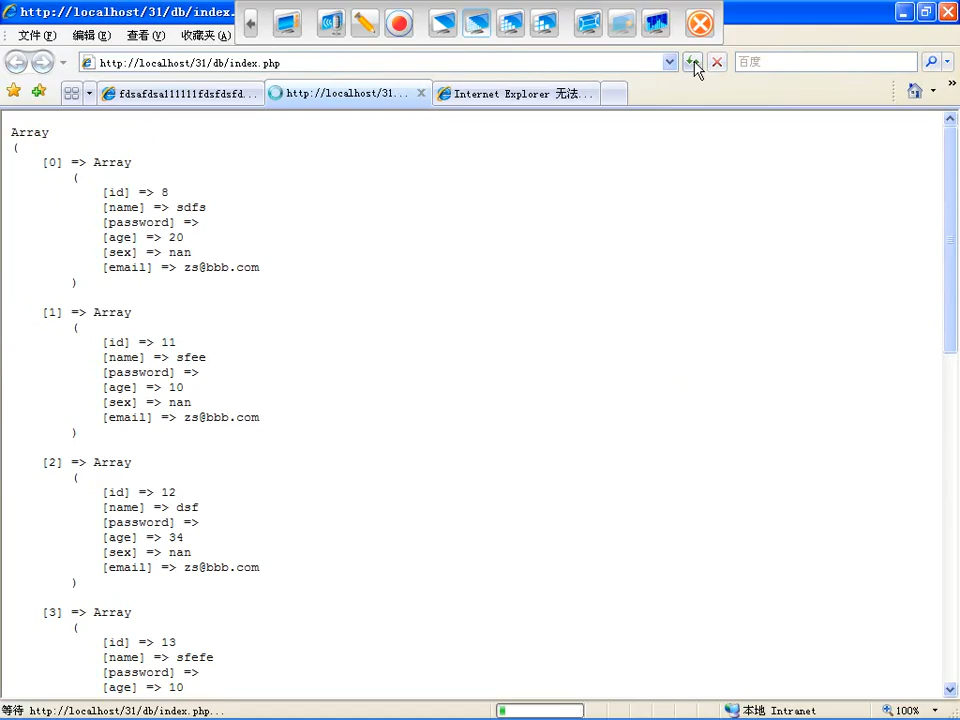 http://localhost/31/db/index.
文件(F) 编辑(E) 查看(V) 收藏夹(A)
http://localhost/31/db/index.php
百度
fdsafdsa111111fdsfdsfd...
http://localhost/31...
Internet Explorer 无法...
Array
(
[0] => Array
(
[id] => 8
[name] => sdfs
[password] =>
[age] => 20
[sex] => nan
[email] => zs@bbb.com
)
[1] => Array
(
[id] => 11
[name] => sfee
[password] =>
[age] => 10
[sex] => nan
[email] => zs@bbb.com
)
[2] => Array
(
[id] => 12
[name] => dsf
[password] =>
[age] => 34
[sex] => nan
[email] => zs@bbb.com
)
[3] => Array
(
[id] => 13
[name] => sfefe
[password] =>
[age] => 10
等待 http://localhost/31/db/index.php...
本地 Intranet
100%